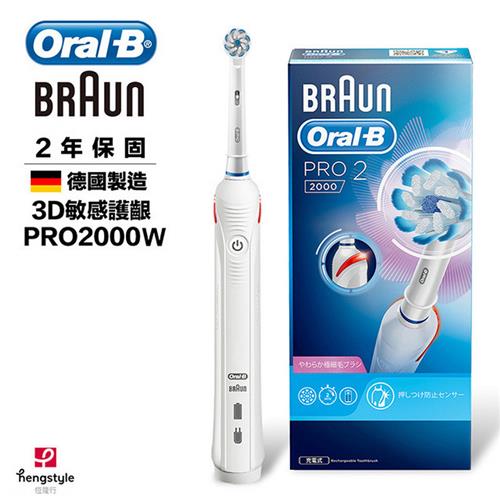 Oral-B®
BRAUN
2年保固
德國製造
3D敏感護齦
PRO2000W
BRAUN
hengstyle
恆隆行
BRAUN
Oral-B
PRO 2
2000
やわらか極細毛ブラシ
押しつけ防止センサー
充電式 Rechargeable Toothbrush